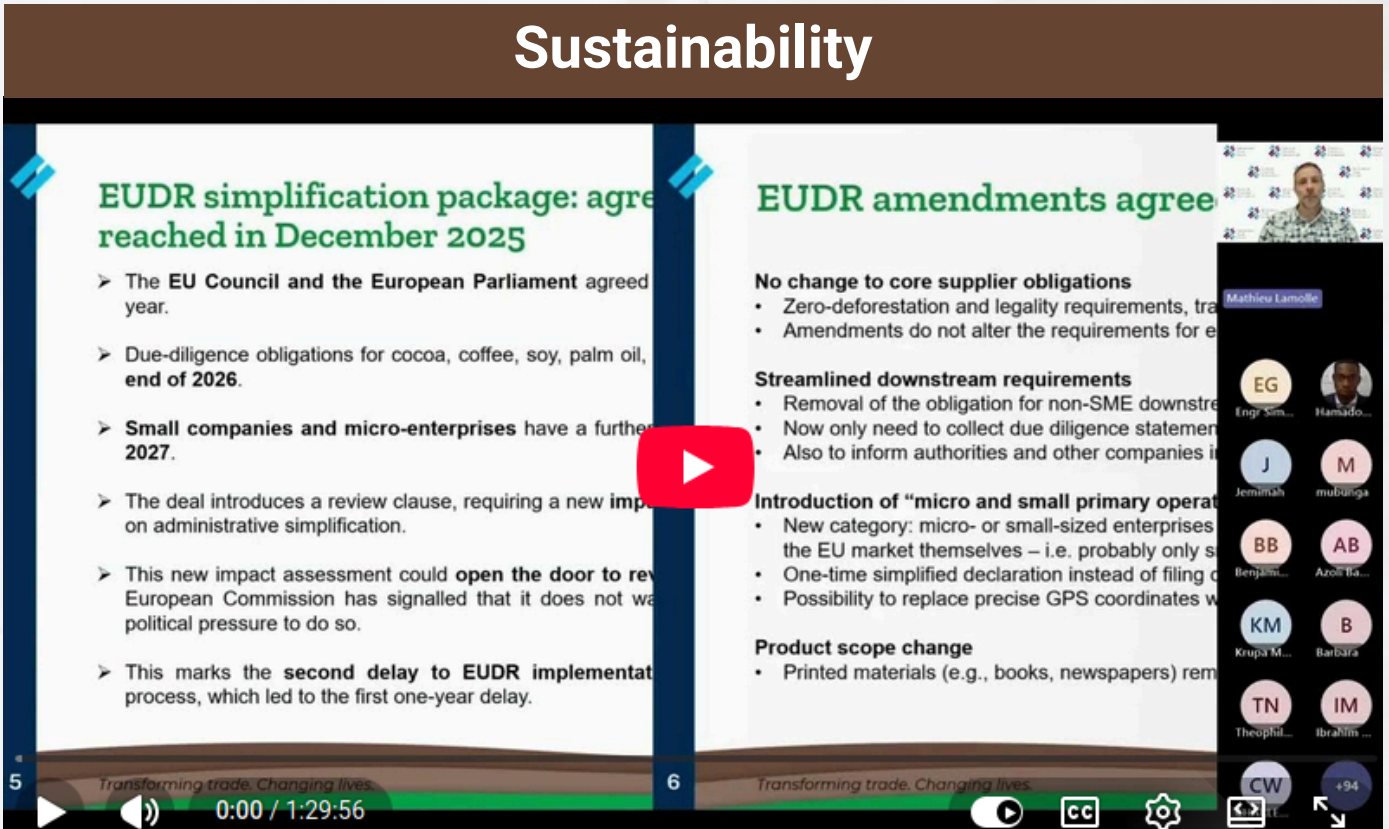 Sustainability
EUDR simplification package: agre
reached in December 2025
➢ The EU Council and the European Parliament agreed
year.
➢ Due-diligence obligations for cocoa, coffee, soy, palm oil,
end of 2026.
➢ Small companies and micro-enterprises have a further
2027.
➢ The deal introduces a review clause, requiring a new imp
on administrative simplification.
➢ This new impact assessment could open the door to rev
European Commission has signalled that it does not wa
political pressure to do so.
➢ This marks the second delay to EUDR implementat
process, which led to the first one-year delay.
5
Transforming trade. Changing lives.
EUDR amendments agree
No change to core supplier obligations
• Zero-deforestation and legality requirements, tra
• Amendments do not alter the requirements for e
Streamlined downstream requirements
• Removal of the obligation for non-SME downstre
• Now only need to collect due diligence statemen
• Also to inform authorities and other companies i
Introduction of “micro and small primary operat
• New category: micro- or small-sized enterprises
the EU market themselves – i.e. probably only s
• One-time simplified declaration instead of filing
• Possibility to replace precise GPS coordinates w
Product scope change
• Printed materials (e.g., books, newspapers) rem
6
Transforming trade. Changing lives.
Mathieu Lamolle
EG
Engr Sim...
Hamado...
J
Jemimah
M
mubunga
BB
Benjami...
AB
Azoli Ba...
KM
Krupa M...
B
Barbara
TN
Theophil...
IM
Ibrahim ...
CW
+94
0:00 / 1:29:56
CC